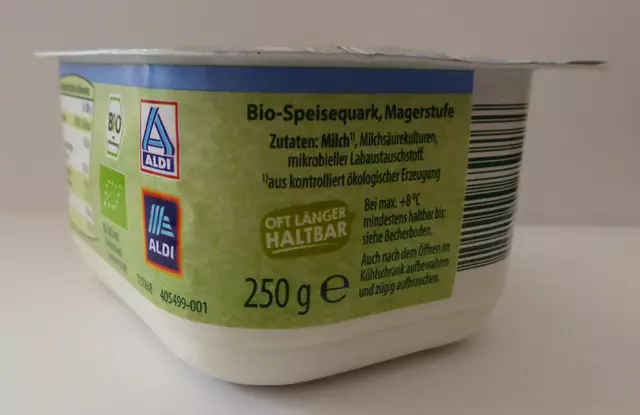 Bio-Speisequark, Magerstufe
Zutaten: Milch¹⁾, Milchsäurekulturen,
mikrobieller Labaustauschstoff.
¹⁾aus kontrolliert ökologischer Erzeugung
OFT LÄNGER
HALTBAR
Bei max. +8 °C
mindestens haltbar bis:
siehe Becherboden.
Auch nach dem Öffnen im
Kühlschrank aufbewahren
und zügig aufbrauchen.
250 g ℮
BIO
ALDI
ALDI
405499-001